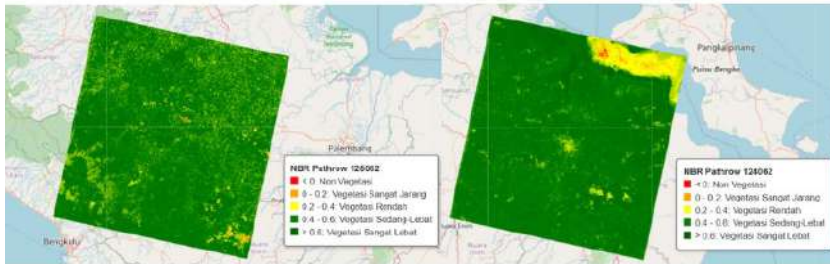 Palembang
Bengkulu
NBR Pathrow 126062
< 0: Non Vegetasi
0 - 0.2: Vegetasi Sangat Jarang
0.2 - 0.4: Vegetasi Rendah
0.4 - 0.6: Vegetasi Sedang-Lebat
> 0.6: Vegetasi Sangat Lebat
Pangkalpinang
Pulau Bangka
NBR Pathrow 124062
< 0: Non Vegetasi
0 - 0.2: Vegetasi Sangat Jarang
0.2 - 0.4: Vegetasi Rendah
0.4 - 0.6: Vegetasi Sedang-Lebat
> 0.6: Vegetasi Sangat Lebat